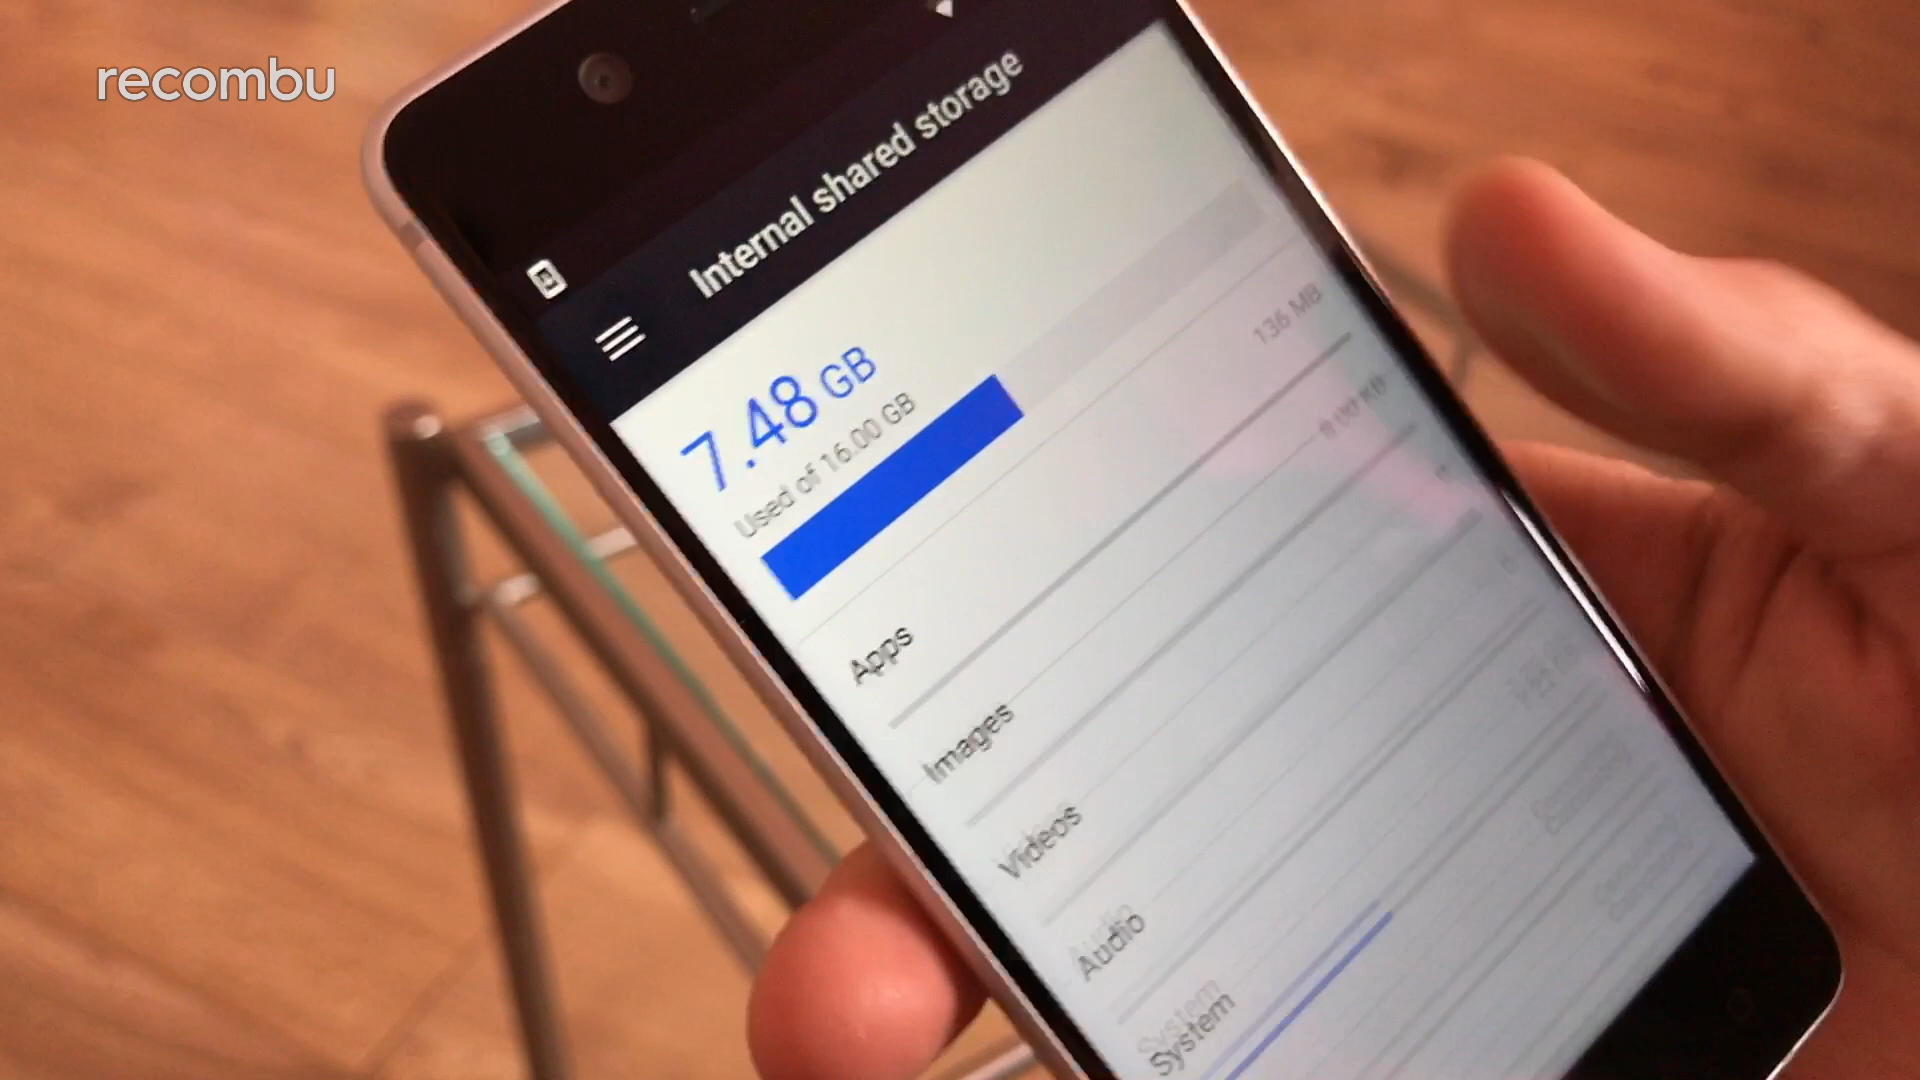 recombu
Internal shared storage
7.48 GB
Used of 16.00 GB
Apps
136 MB
Images
Videos
Audio
System